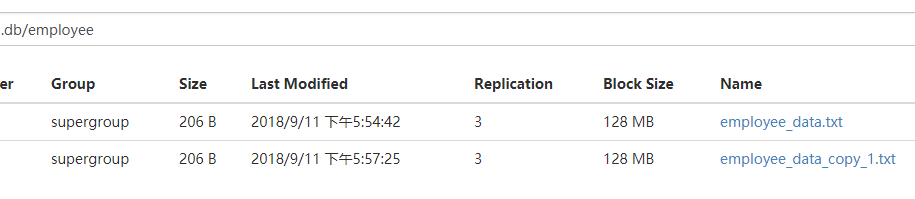 .db/employee
er Group Size Last Modified Replication Block Size Name
supergroup 206 B 2018/9/11 下午5:54:42 3 128 MB employee_data.txt
supergroup 206 B 2018/9/11 下午5:57:25 3 128 MB employee_data_copy_1.txt